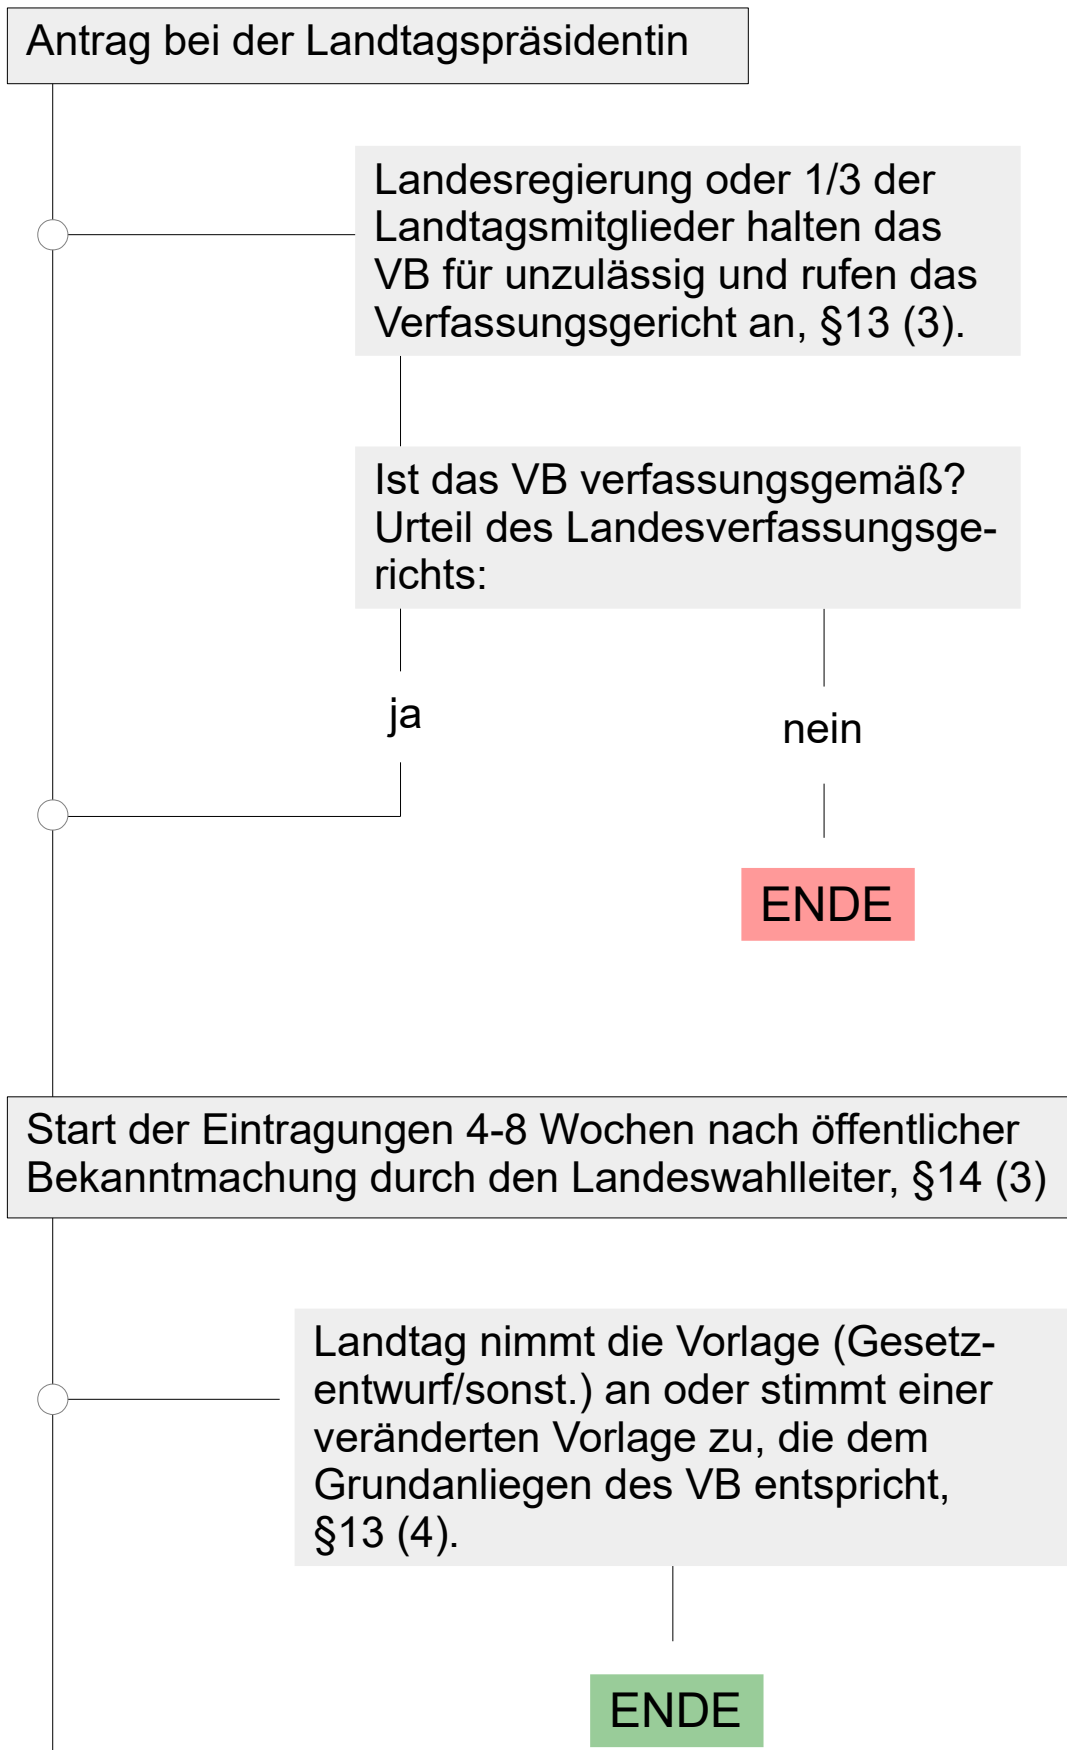 Antrag bei der Landtagspräsidentin
Landesregierung oder 1/3 der
Landtagsmitglieder halten das
VB für unzulässig und rufen das
Verfassungsgericht an, §13 (3).
Ist das VB verfassungsgemäß?
Urteil des Landesverfassungsge-
richts:
ja
nein
ENDE
Start der Eintragungen 4-8 Wochen nach öffentlicher
Bekanntmachung durch den Landeswahlleiter, §14 (3)
Landtag nimmt die Vorlage (Gesetz-
entwurf/sonst.) an oder stimmt einer
veränderten Vorlage zu, die dem
Grundanliegen des VB entspricht,
§13 (4).
ENDE